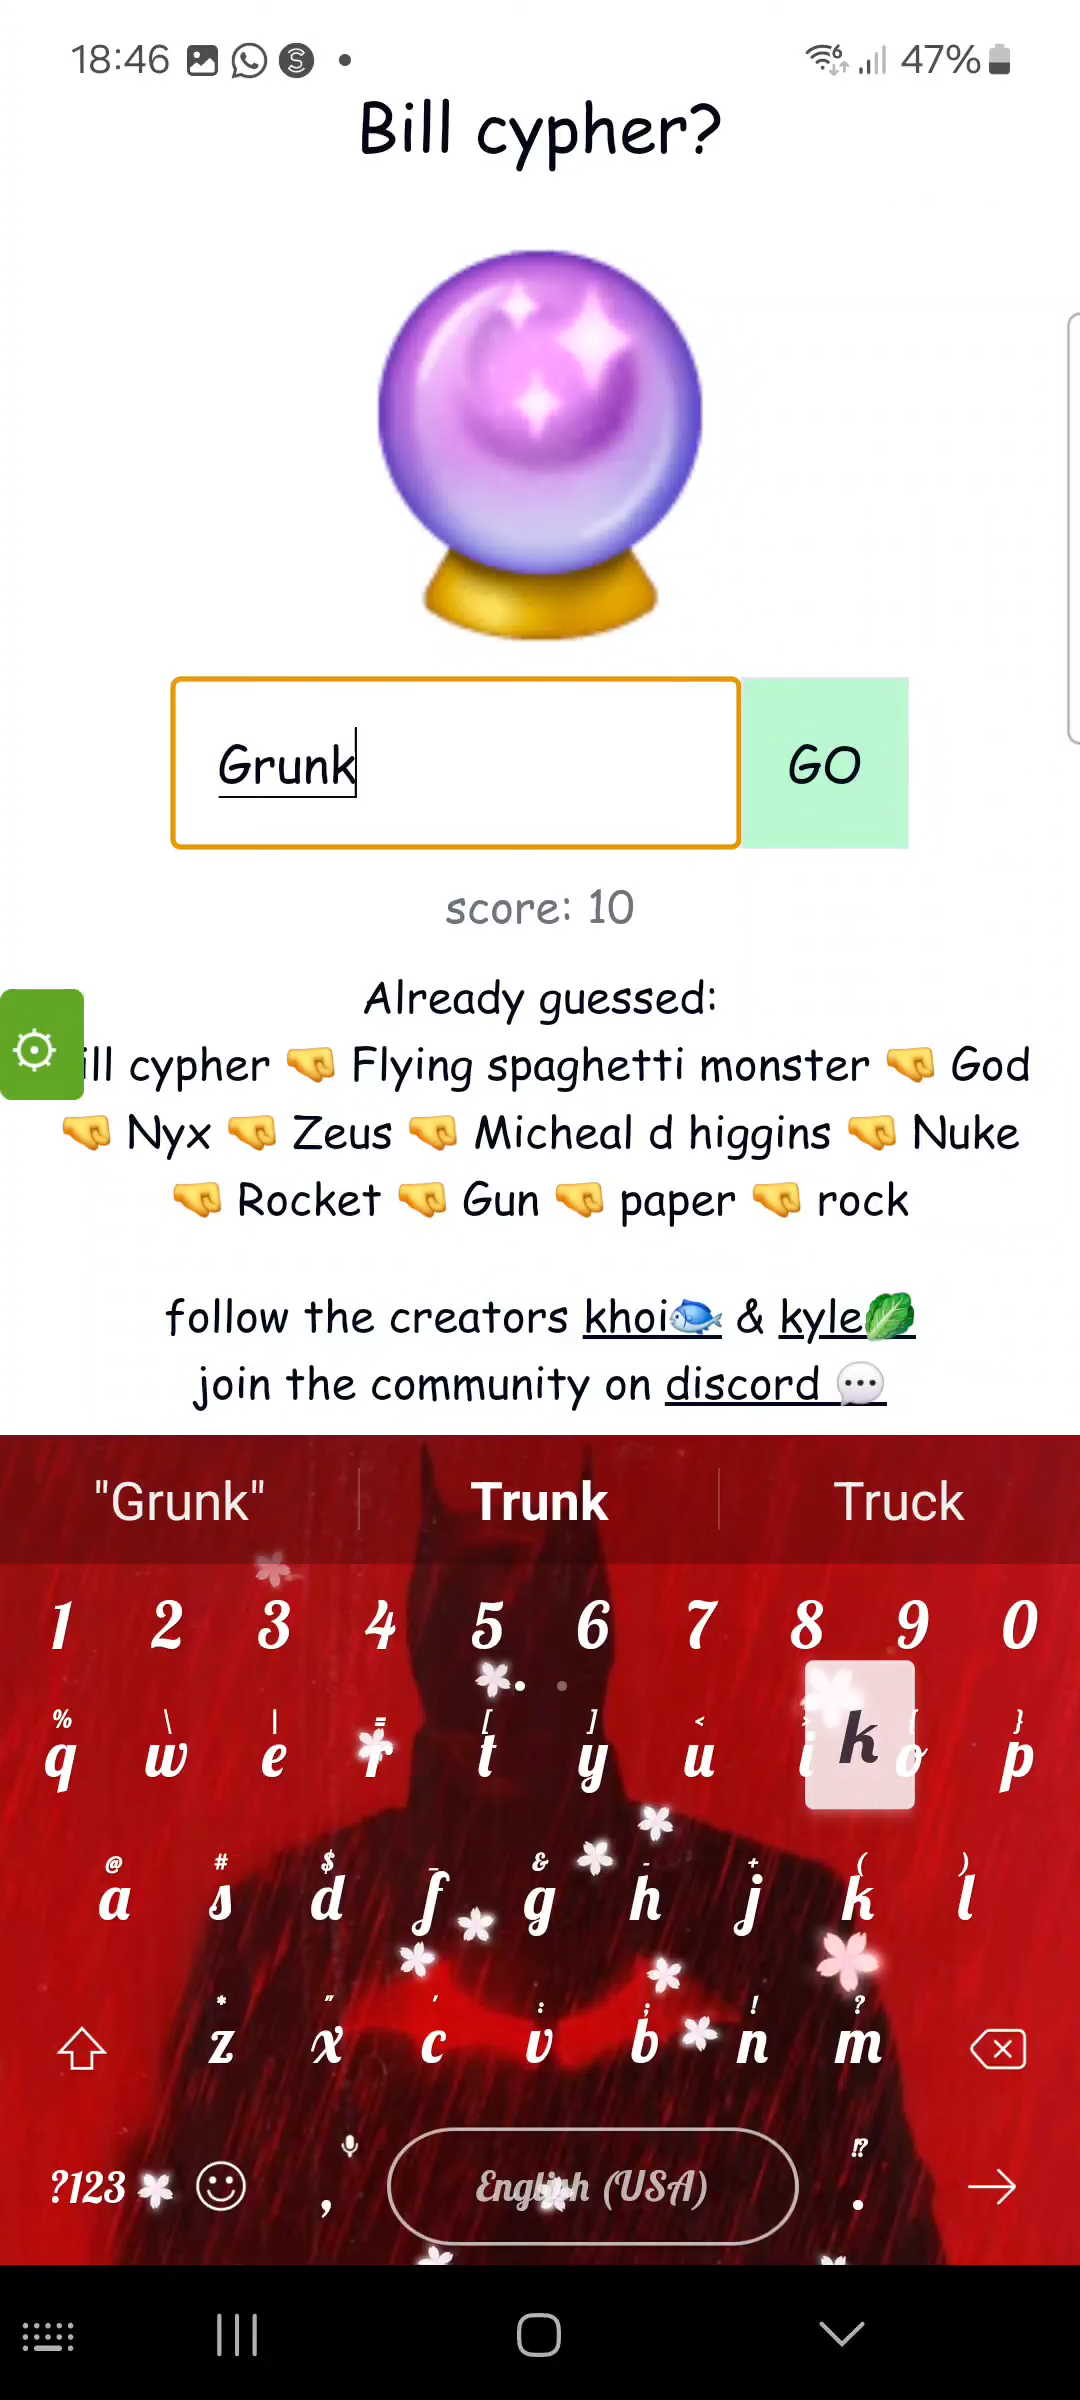 18:46 6 47%
Bill cypher?
Grunk GO
score: 10
Already guessed:
ill cypher 🤜 Flying spaghetti monster 🤜 God
🤜 Nyx 🤜 Zeus 🤜 Micheal d higgins 🤜 Nuke
🤜 Rocket 🤜 Gun 🤜 paper 🤜 rock
follow the creators khoi🐟 & kyle🥬
join the community on discord 💬
"Grunk" Trunk Truck
1 2 3 4 5 6 7 8 9 0
% \ | = [ ] < > { }
q w e r t y u i k o p
@ # $ _ & - + ( )
a s d f g h j k l
* " ' : ; ! ?
z x c v b n m
!?
?123 , English (USA) .